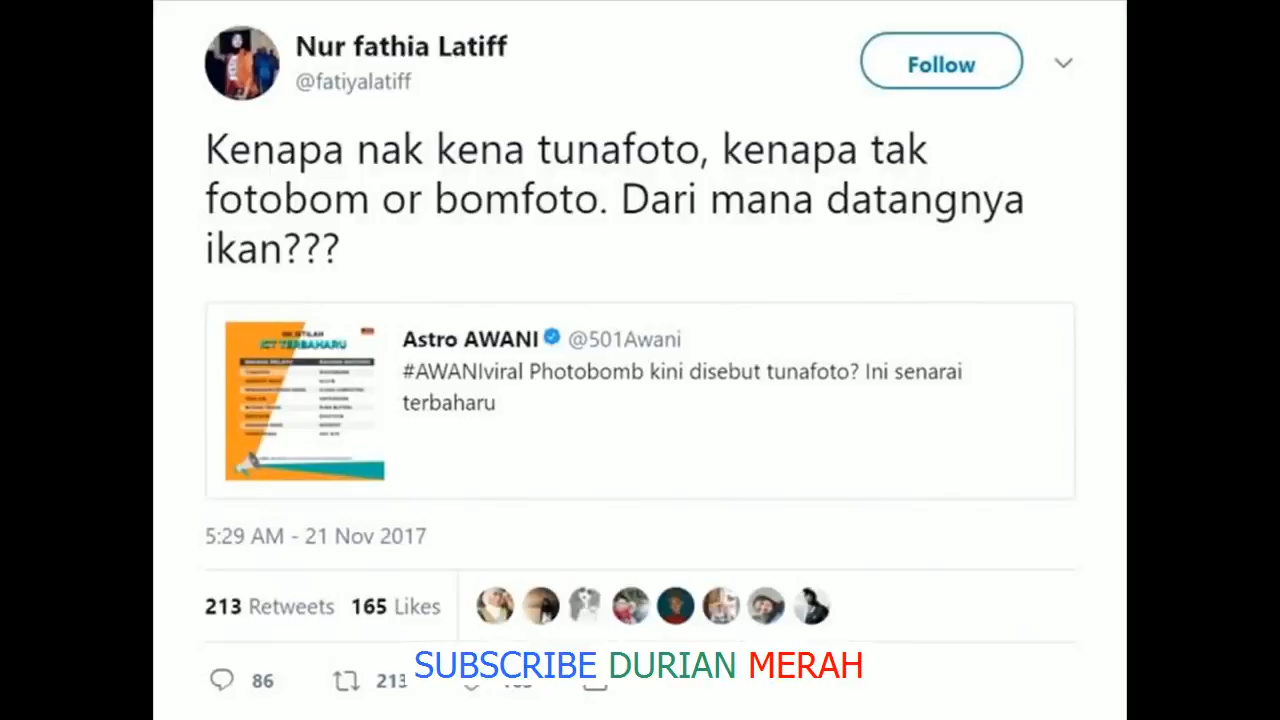 Nur fathia Latiff
@fatiyalatiff
Follow
Kenapa nak kena tunafoto, kenapa tak
fotobom or bomfoto. Dari mana datangnya
ikan???
ICT TERBAHARU
Astro AWANI @501Awani
#AWANIviral Photobomb kini disebut tunafoto? Ini senarai
terbaharu
5:29 AM - 21 Nov 2017
213 Retweets 165 Likes
SUBSCRIBE DURIAN MERAH
86 213